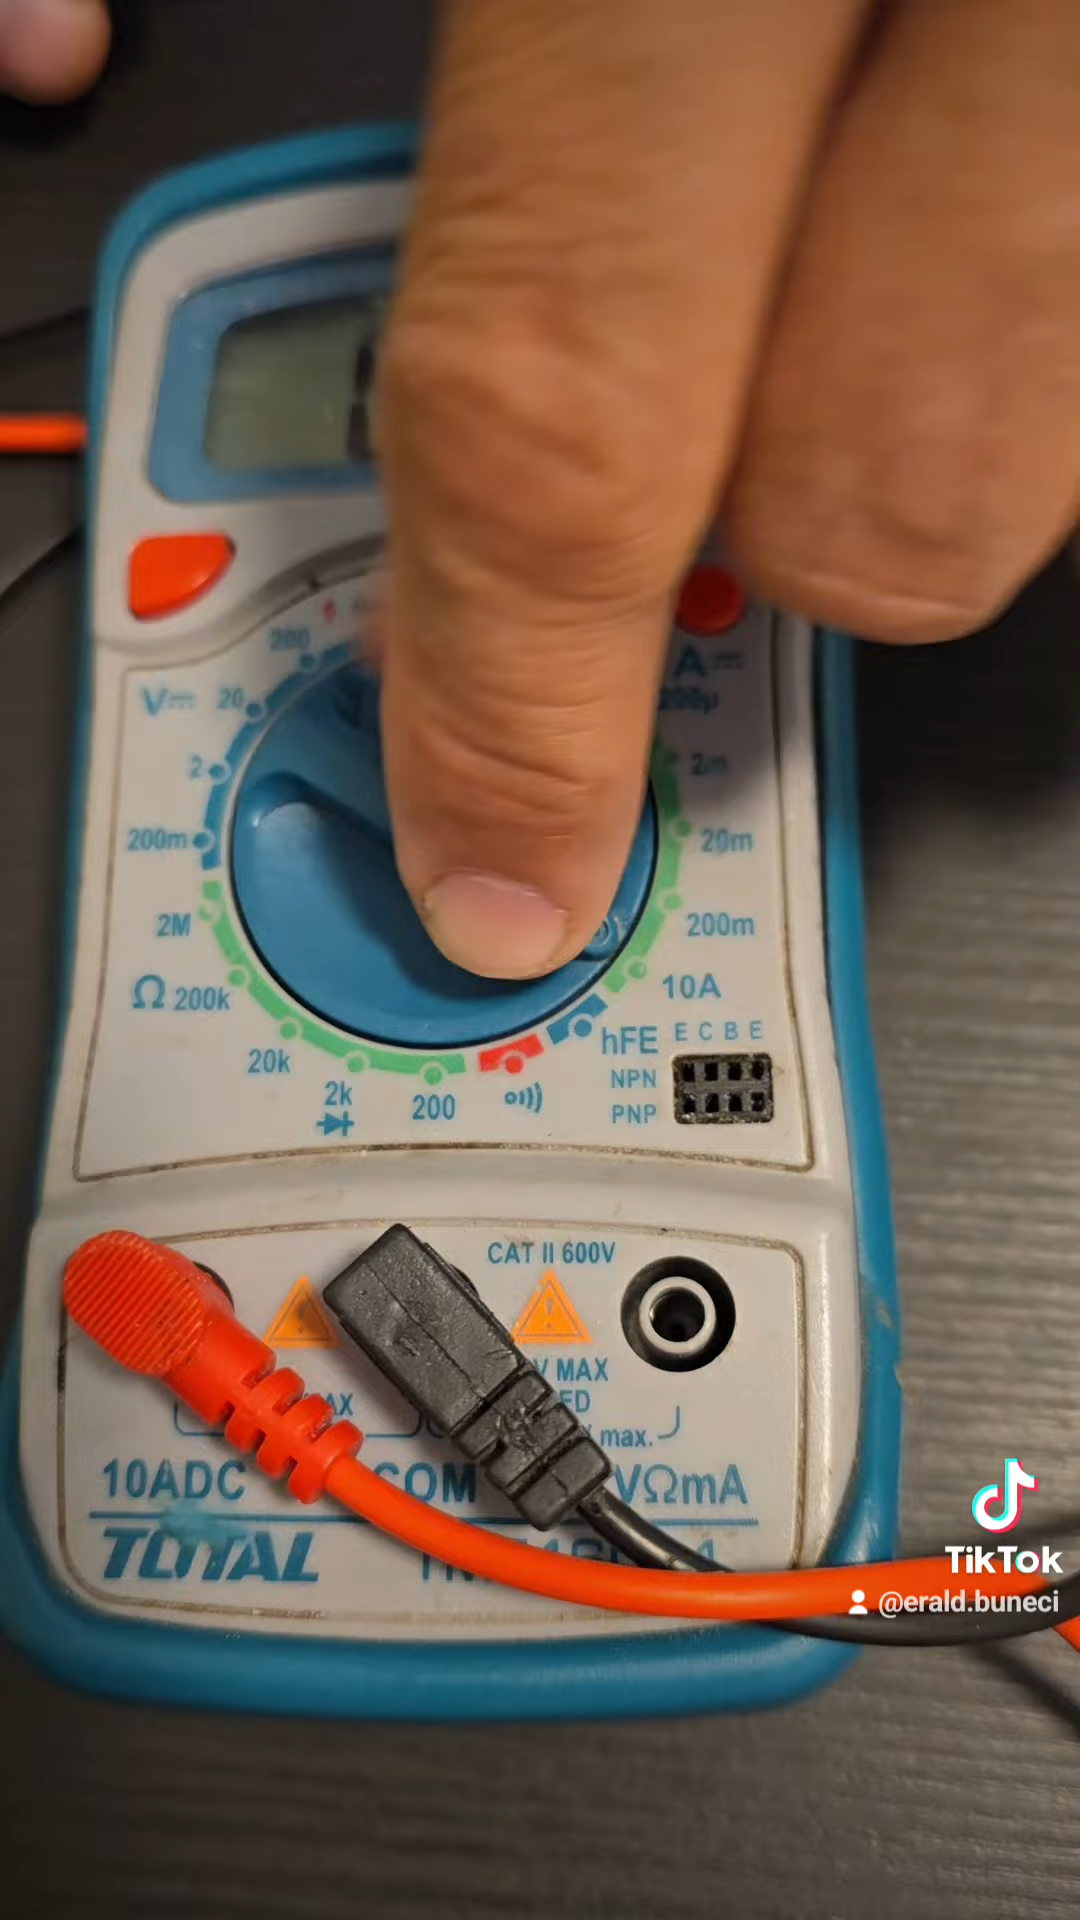 200
V⎓ 20
2
200m
2M
Ω 200k
20k
2k
200
A⎓
200µ
2m
20m
200m
10A
hFE E C B E
NPN
PNP
CAT II 600V
V MAX
max.
10ADC COM VΩmA
TOTAL
TikTok
@erald.buneci